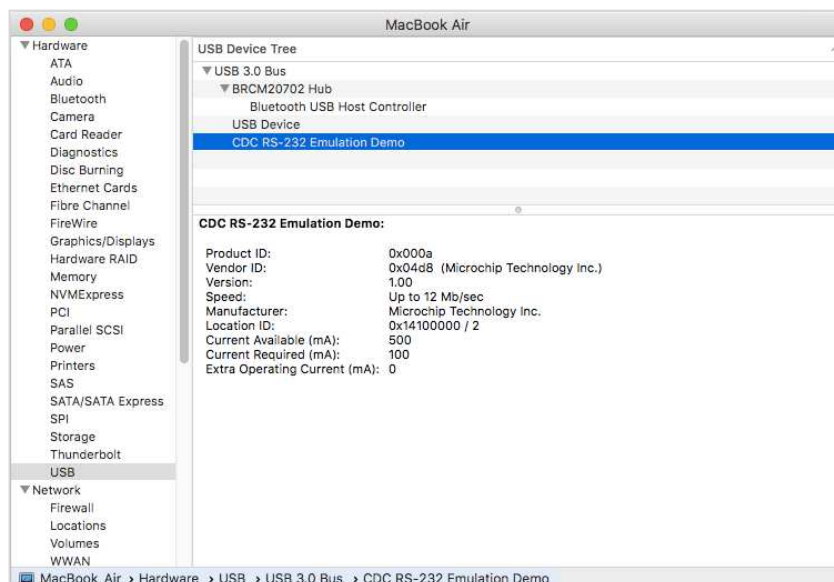 MacBook Air
Hardware
ATA
Audio
Bluetooth
Camera
Card Reader
Diagnostics
Disc Burning
Ethernet Cards
Fibre Channel
FireWire
Graphics/Displays
Hardware RAID
Memory
NVMExpress
PCI
Parallel SCSI
Power
Printers
SAS
SATA/SATA Express
SPI
Storage
Thunderbolt
USB
Network
Firewall
Locations
Volumes
WWAN
USB Device Tree
USB 3.0 Bus
BRCM20702 Hub
Bluetooth USB Host Controller
USB Device
CDC RS-232 Emulation Demo
CDC RS-232 Emulation Demo:
Product ID: 0x000a
Vendor ID: 0x04d8 (Microchip Technology Inc.)
Version: 1.00
Speed: Up to 12 Mb/sec
Manufacturer: Microchip Technology Inc.
Location ID: 0x14100000 / 2
Current Available (mA): 500
Current Required (mA): 100
Extra Operating Current (mA): 0
MacBook Air › Hardware › USB › USB 3.0 Bus › CDC RS-232 Emulation Demo